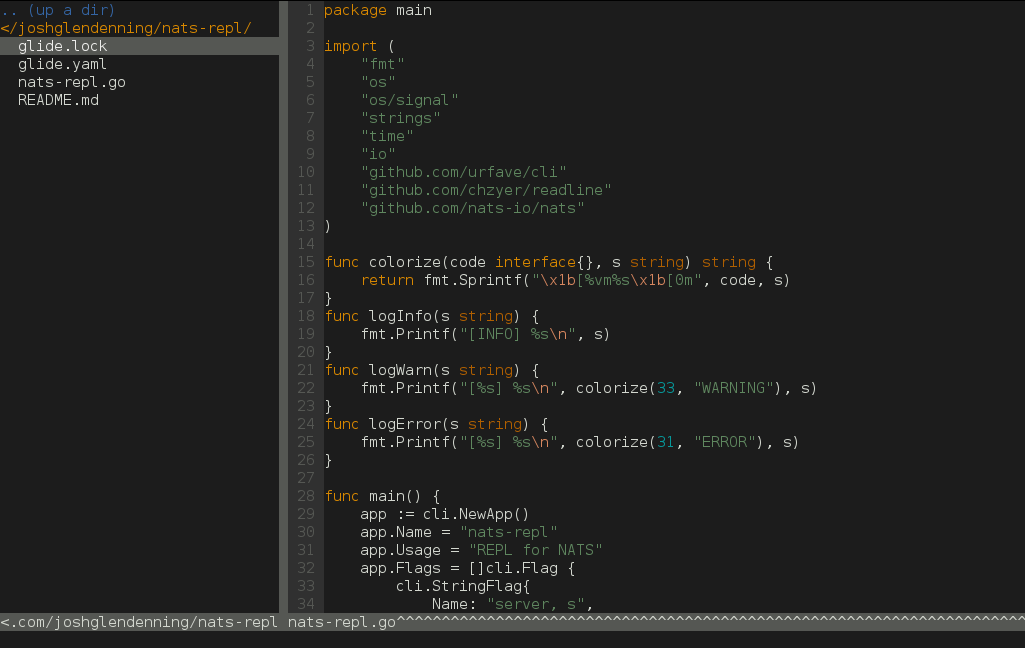 .. (up a dir)
</joshglendenning/nats-repl/
glide.lock
glide.yaml
nats-repl.go
README.md
1 package main
2
3 import (
4     "fmt"
5     "os"
6     "os/signal"
7     "strings"
8     "time"
9     "io"
10     "github.com/urfave/cli"
11     "github.com/chzyer/readline"
12     "github.com/nats-io/nats"
13 )
14
15 func colorize(code interface{}, s string) string {
16     return fmt.Sprintf("\x1b[%vm%s\x1b[0m", code, s)
17 }
18 func logInfo(s string) {
19     fmt.Printf("[INFO] %s\n", s)
20 }
21 func logWarn(s string) {
22     fmt.Printf("[%s] %s\n", colorize(33, "WARNING"), s)
23 }
24 func logError(s string) {
25     fmt.Printf("[%s] %s\n", colorize(31, "ERROR"), s)
26 }
27
28 func main() {
29     app := cli.NewApp()
30     app.Name = "nats-repl"
31     app.Usage = "REPL for NATS"
32     app.Flags = []cli.Flag {
33         cli.StringFlag{
34             Name: "server, s",
<.com/joshglendenning/nats-repl nats-repl.go^^^^^^^^^^^^^^^^^^^^^^^^^^^^^^^^^^^^^^^^^^^^^^^^^^^^^^^^^^^^^^^^^^^^^^